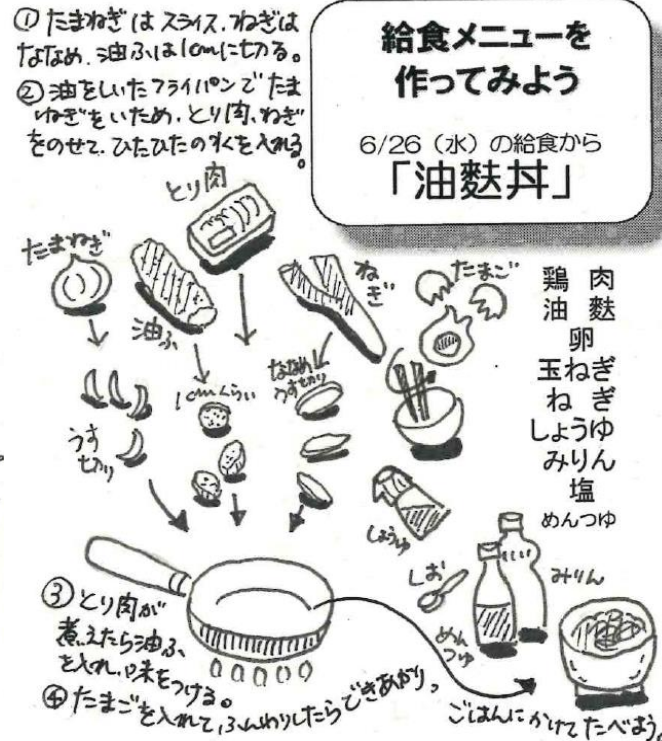 ① たまねぎはスライス、ねぎは
ななめ、油ふは1cmに切る。
② 油をしいたフライパンでたま
ねぎをいため、とり肉、ねぎ
をのせて、ひたひたの水を入れる。
給食メニューを
作ってみよう
6/26（水）の給食から
「油麩丼」
とり肉
たまねぎ
油ふ
ねぎ
たまご
うす
切り
1cmくらい
ななめ
うす切り
鶏 肉
油 麩
卵
玉ねぎ
ね ぎ
しょうゆ
みりん
塩
めんつゆ
しょうゆ
しお
めん
つゆ
みりん
③ とり肉が
煮えたら油ふ
を入れ、味をつける。
④ たまごを入れて、ふんわりしたらできあがり。
ごはんにかけてたべよう。